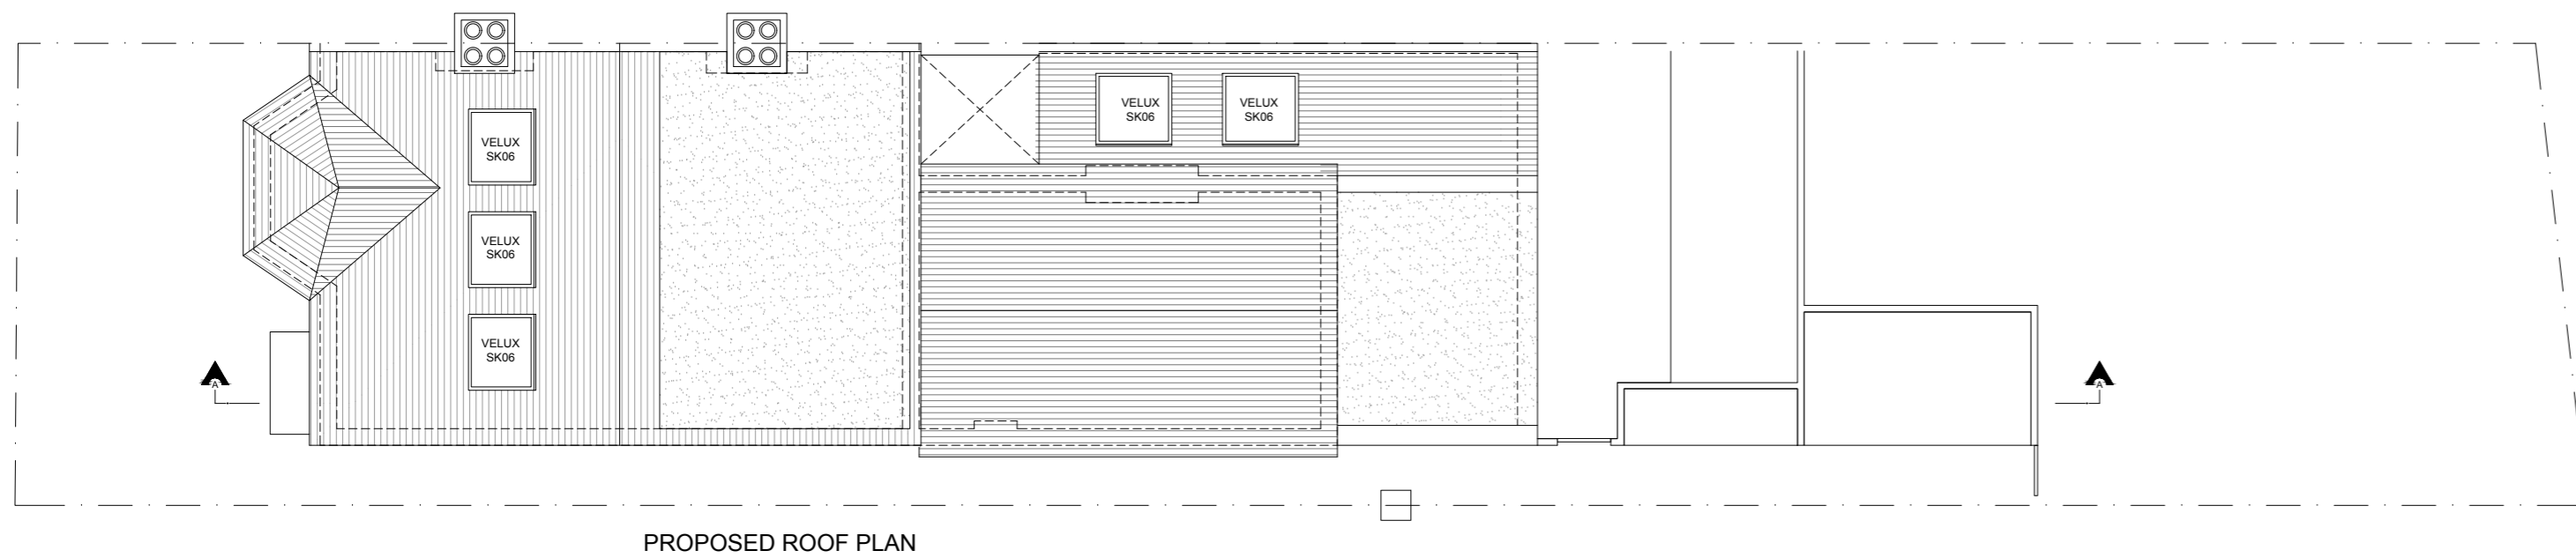 VELUX
SK06
VELUX
SK06
VELUX
SK06
VELUX
SK06
VELUX
SK06
A
A
PROPOSED ROOF PLAN